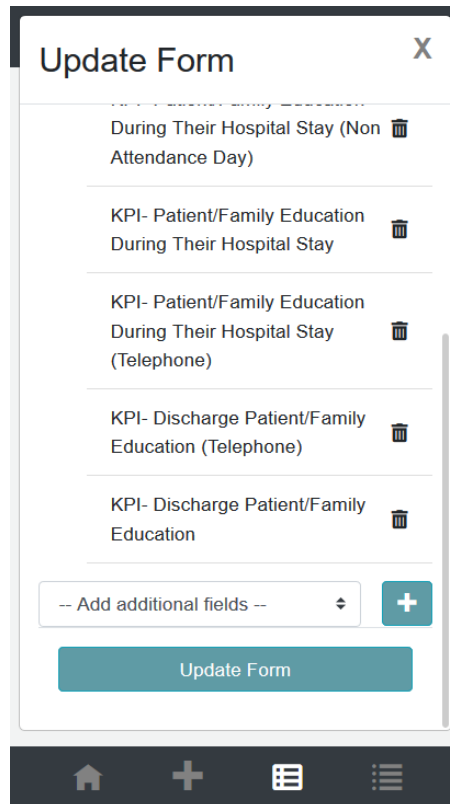 Update Form
X
During Their Hospital Stay (Non
Attendance Day)
KPI- Patient/Family Education
During Their Hospital Stay
KPI- Patient/Family Education
During Their Hospital Stay
(Telephone)
KPI- Discharge Patient/Family
Education (Telephone)
KPI- Discharge Patient/Family
Education
-- Add additional fields --
Update Form